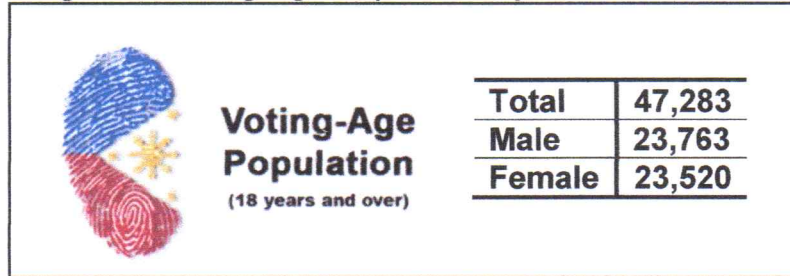 Voting-Age
Population
(18 years and over)
Total 47,283
Male 23,763
Female 23,520